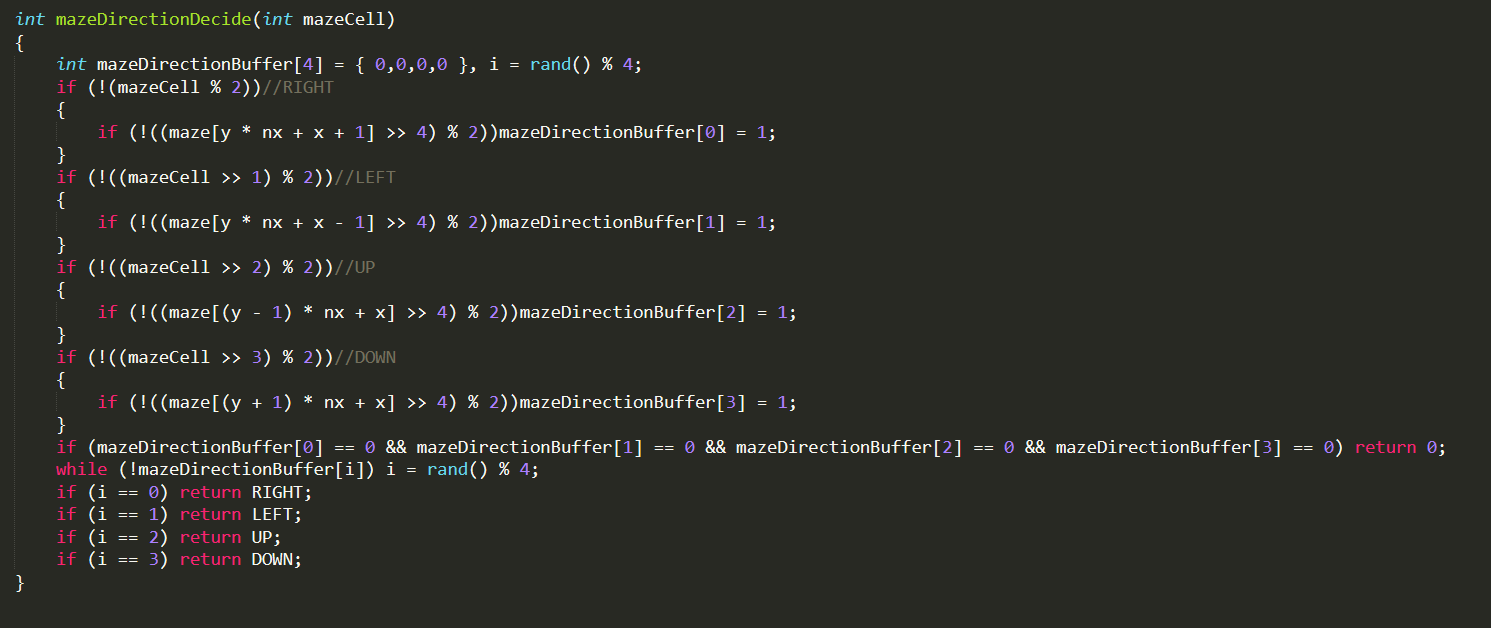 int mazeDirectionDecide(int mazeCell)
{
    int mazeDirectionBuffer[4] = { 0,0,0,0 }, i = rand() % 4;
    if (!(mazeCell % 2))//RIGHT
    {
        if (!((maze[y * nx + x + 1] >> 4) % 2))mazeDirectionBuffer[0] = 1;
    }
    if (!((mazeCell >> 1) % 2))//LEFT
    {
        if (!((maze[y * nx + x - 1] >> 4) % 2))mazeDirectionBuffer[1] = 1;
    }
    if (!((mazeCell >> 2) % 2))//UP
    {
        if (!((maze[(y - 1) * nx + x] >> 4) % 2))mazeDirectionBuffer[2] = 1;
    }
    if (!((mazeCell >> 3) % 2))//DOWN
    {
        if (!((maze[(y + 1) * nx + x] >> 4) % 2))mazeDirectionBuffer[3] = 1;
    }
    if (mazeDirectionBuffer[0] == 0 && mazeDirectionBuffer[1] == 0 && mazeDirectionBuffer[2] == 0 && mazeDirectionBuffer[3] == 0) return 0;
    while (!mazeDirectionBuffer[i]) i = rand() % 4;
    if (i == 0) return RIGHT;
    if (i == 1) return LEFT;
    if (i == 2) return UP;
    if (i == 3) return DOWN;
}